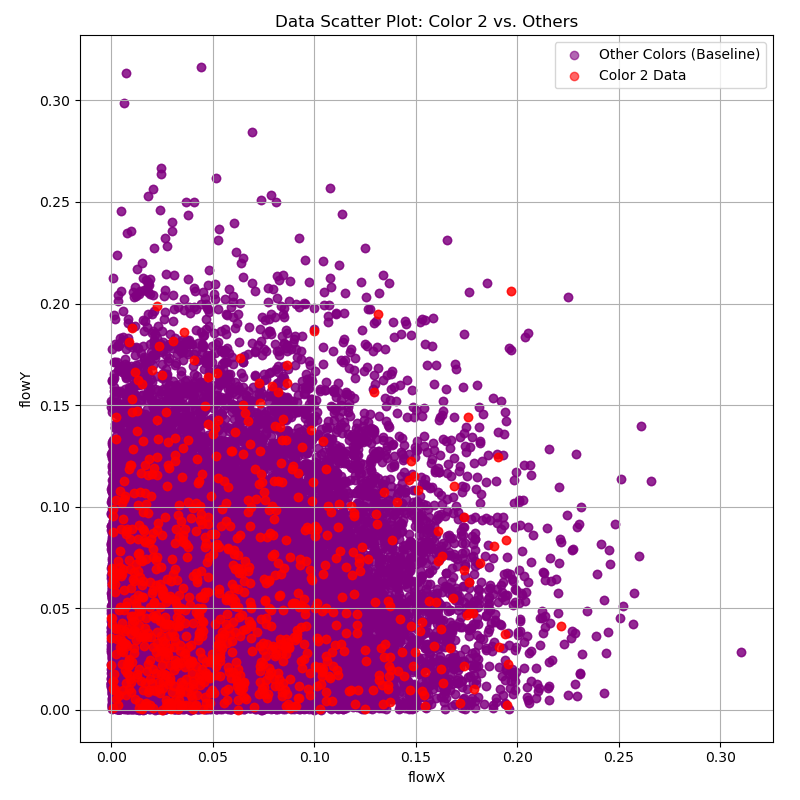 Data Scatter Plot: Color 2 vs. Others
Other Colors (Baseline)
Color 2 Data
flowY
0.30
0.25
0.20
0.15
0.10
0.05
0.00
0.00 0.05 0.10 0.15 0.20 0.25 0.30
flowX